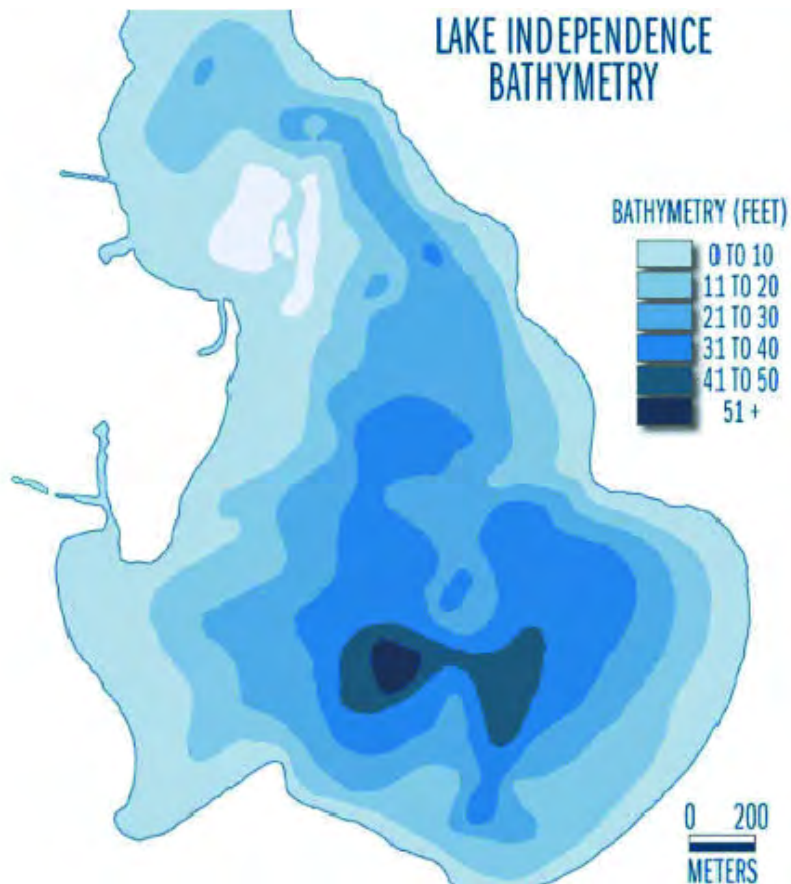 LAKE INDEPENDENCE
BATHYMETRY
BATHYMETRY (FEET)
0 TO 10
11 TO 20
21 TO 30
31 TO 40
41 TO 50
51 +
0 200
METERS